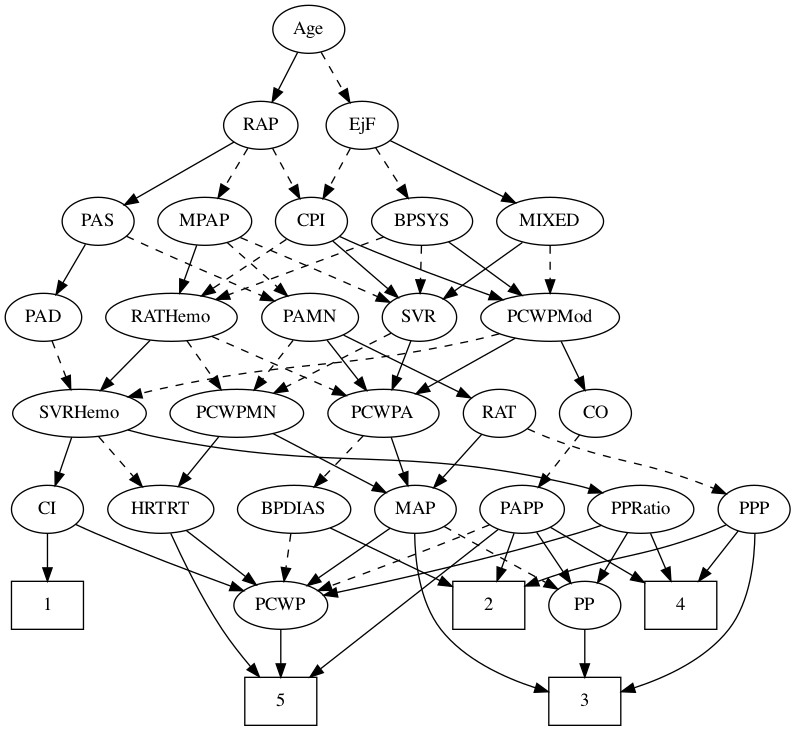 Age
RAP
EjF
PAS
MPAP
CPI
BPSYS
MIXED
PAD
RATHemo
PAMN
SVR
PCWPMod
SVRHemo
PCWPMN
PCWPA
RAT
CO
CI
HRTRT
BPDIAS
MAP
PAPP
PPRatio
PPP
1
PCWP
2
PP
4
5
3